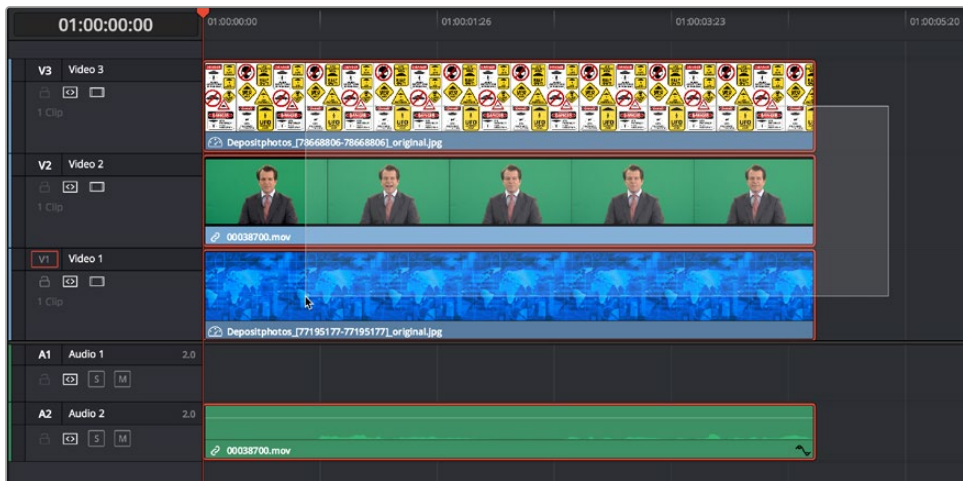 01:00:00:00
01:00:00:00 01:00:01:26 01:00:03:23 01:00:05:20
V3 Video 3
1 Clip
Depositphotos_[78668806-78668806]_original.jpg
V2 Video 2
1 Clip
00038700.mov
V1 Video 1
1 Clip
Depositphotos_[77195177-77195177]_original.jpg
A1 Audio 1 2.0
S M
A2 Audio 2 2.0
S M
00038700.mov